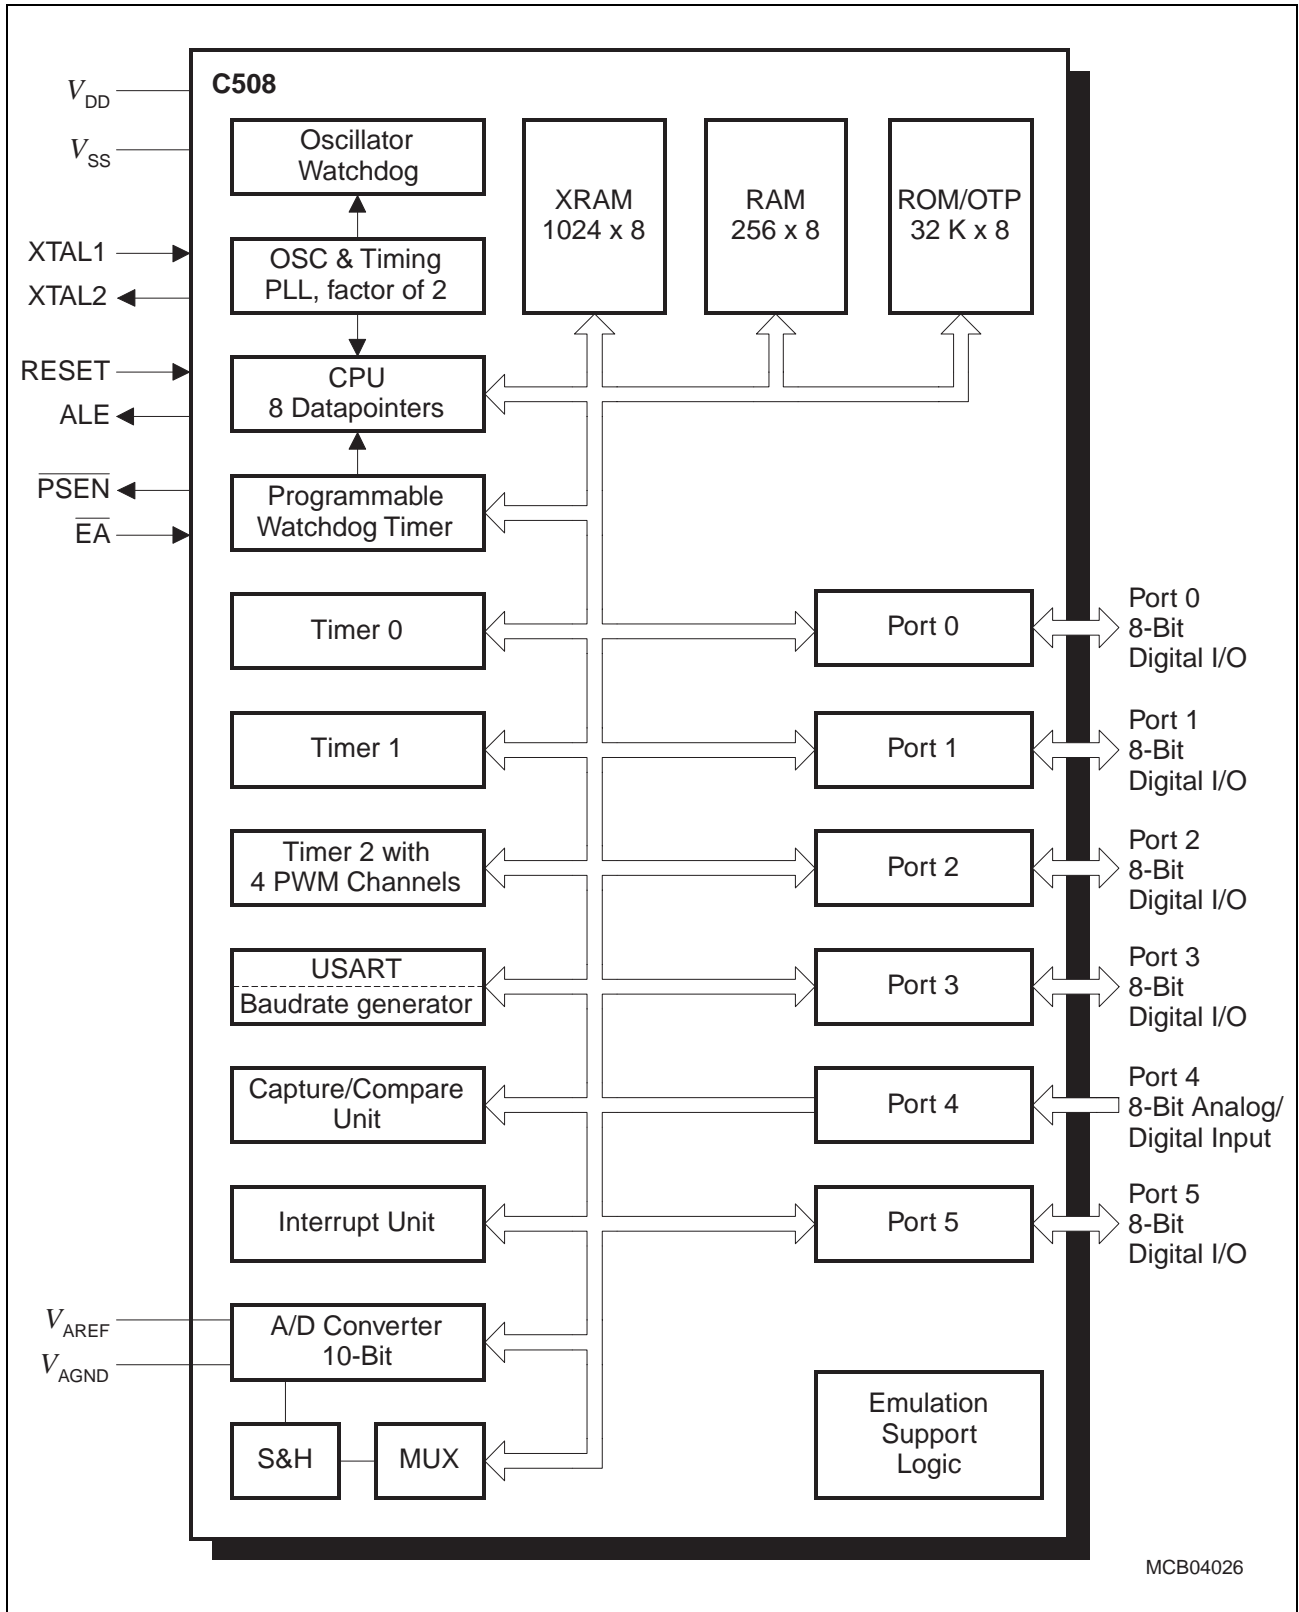 C508
V DD
V SS
XTAL1
XTAL2
RESET
ALE
PSEN
EA
V AREF
V AGND
Oscillator
Watchdog
OSC & Timing
PLL, factor of 2
CPU
8 Datapointers
Programmable
Watchdog Timer
Timer 0
Timer 1
Timer 2 with
4 PWM Channels
USART
Baudrate generator
Capture/Compare
Unit
Interrupt Unit
A/D Converter
10-Bit
S&H
MUX
XRAM
1024 x 8
RAM
256 x 8
ROM/OTP
32 K x 8
Port 0
Port 1
Port 2
Port 3
Port 4
Port 5
Emulation
Support
Logic
Port 0
8-Bit
Digital I/O
Port 1
8-Bit
Digital I/O
Port 2
8-Bit
Digital I/O
Port 3
8-Bit
Digital I/O
Port 4
8-Bit Analog/
Digital Input
Port 5
8-Bit
Digital I/O
MCB04026